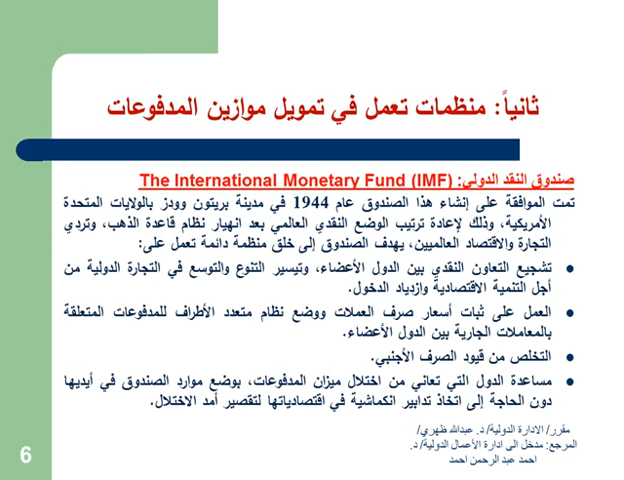 ثانياً: منظمات تعمل في تمويل موازين المدفوعات
صندوق النقد الدولي: The International Monetary Fund (IMF)
تمت الموافقة على إنشاء هذا الصندوق عام 1944 في مدينة بريتون وودز بالولايات المتحدة
الأمريكية، وذلك لإعادة ترتيب الوضع النقدي العالمي بعد انهيار نظام قاعدة الذهب، وتردي
التجارة والاقتصاد العالميين، يهدف الصندوق إلى خلق منظمة دائمة تعمل على:
● تشجيع التعاون النقدي بين الدول الأعضاء، وتيسير التنوع والتوسع في التجارة الدولية من
أجل التنمية الاقتصادية وازدياد الدخول.
● العمل على ثبات أسعار صرف العملات ووضع نظام متعدد الأطراف للمدفوعات المتعلقة
بالمعاملات الجارية بين الدول الأعضاء.
● التخلص من قيود الصرف الأجنبي.
● مساعدة الدول التي تعاني من اختلال ميزان المدفوعات، بوضع موارد الصندوق في أيديها
دون الحاجة إلى اتخاذ تدابير انكماشية في اقتصادياتها لتقصير أمد الاختلال.
مقرر/ الادارة الدولية/ د. عبدالله ظهري/
المرجع: مدخل الى ادارة الأعمال الدولية/ د.
احمد عبد الرحمن احمد
6